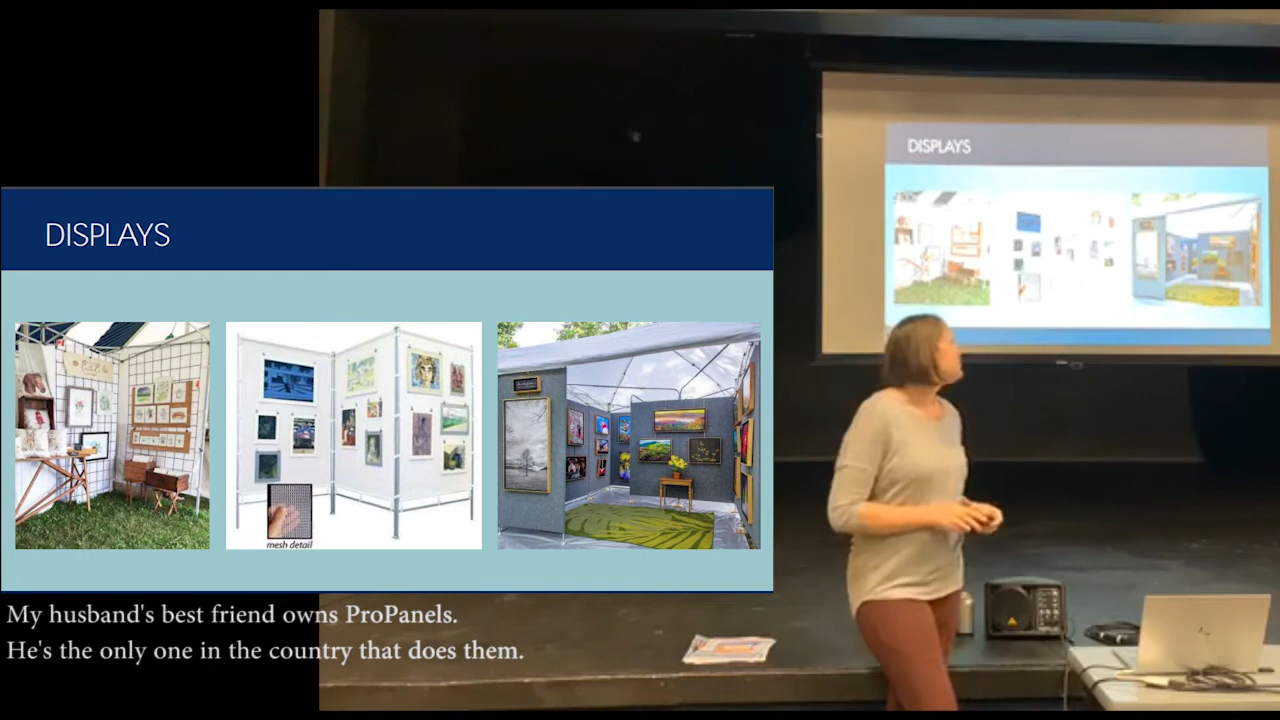 DISPLAYS
DISPLAYS
mesh detail
My husband's best friend owns ProPanels.
He's the only one in the country that does them.